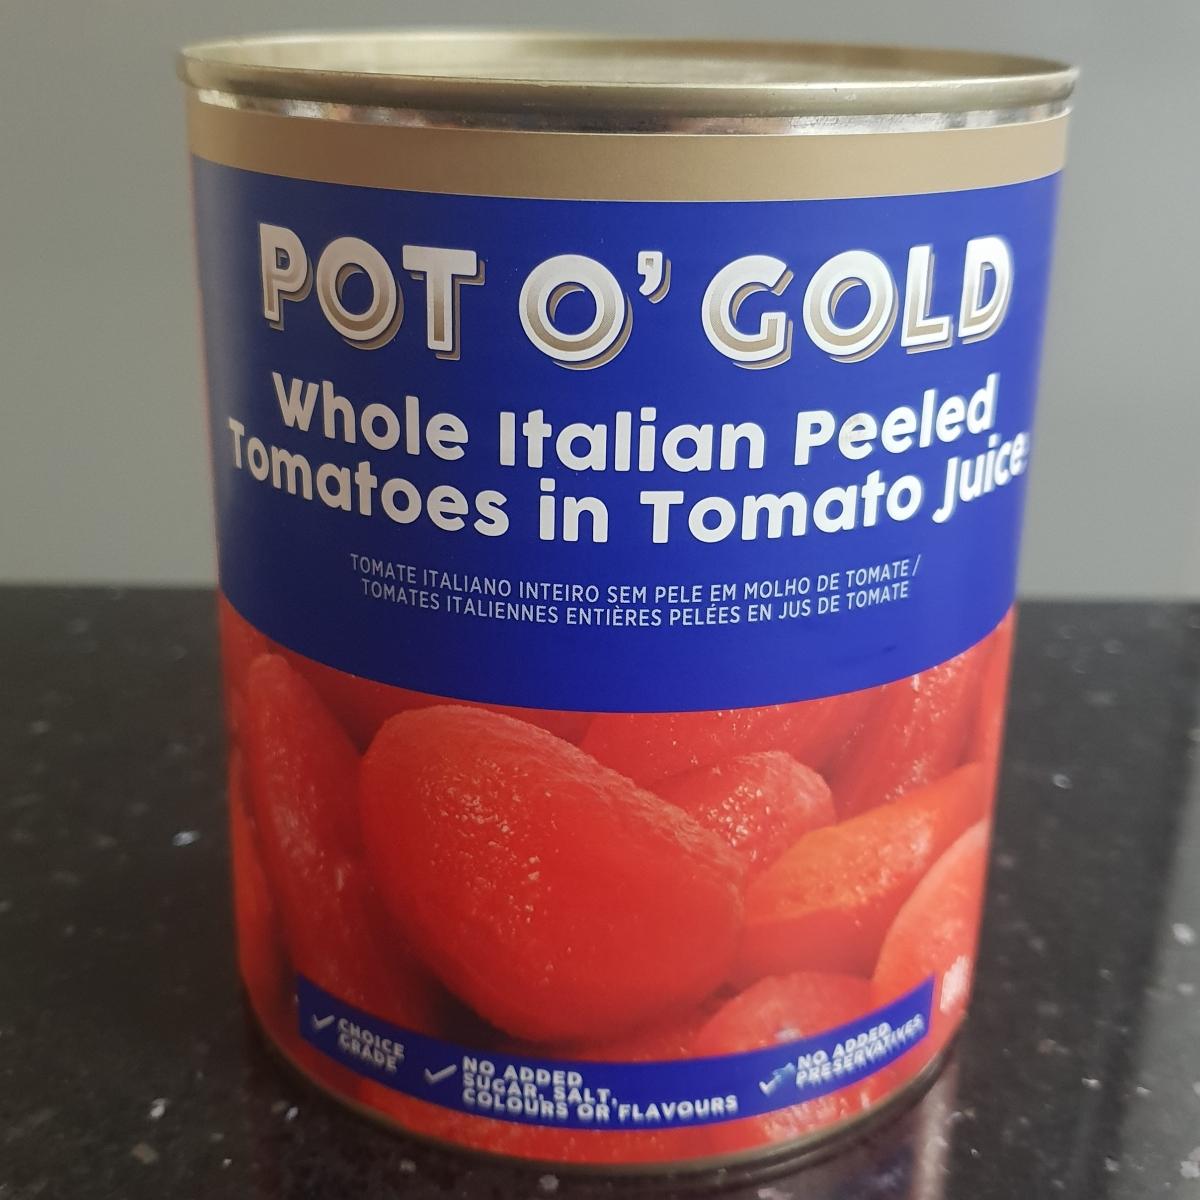 POT O' GOLD
Whole Italian Peeled
Tomatoes in Tomato Juice
TOMATE ITALIANO INTEIRO SEM PELE EM MOLHO DE TOMATE /
TOMATES ITALIENNES ENTIÈRES PELÉES EN JUS DE TOMATE
CHOICE
GRADE
NO ADDED
SUGAR, SALT,
COLOURS OR FLAVOURS
NO ADDED
PRESERVATIVES